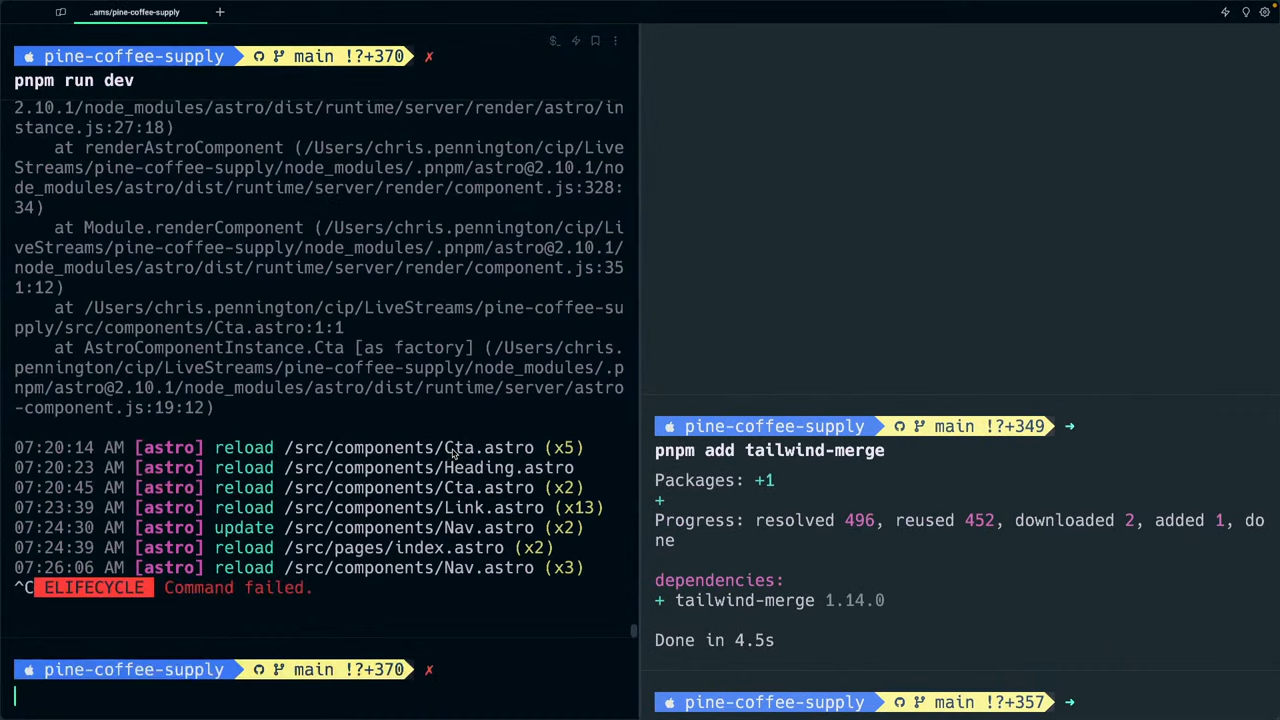 ..ams/pine-coffee-supply
pine-coffee-supply main !?+370 ✗
pnpm run dev
2.10.1/node_modules/astro/dist/runtime/server/render/astro/in
stance.js:27:18)
at renderAstroComponent (/Users/chris.pennington/cip/Live
Streams/pine-coffee-supply/node_modules/.pnpm/astro@2.10.1/no
de_modules/astro/dist/runtime/server/render/component.js:328:
34)
at Module.renderComponent (/Users/chris.pennington/cip/Li
veStreams/pine-coffee-supply/node_modules/.pnpm/astro@2.10.1/
node_modules/astro/dist/runtime/server/render/component.js:35
1:12)
at /Users/chris.pennington/cip/LiveStreams/pine-coffee-su
pply/src/components/Cta.astro:1:1
at AstroComponentInstance.Cta [as factory] (/Users/chris.
pennington/cip/LiveStreams/pine-coffee-supply/node_modules/.p
npm/astro@2.10.1/node_modules/astro/dist/runtime/server/astro
-component.js:19:12)
07:20:14 AM [astro] reload /src/components/Cta.astro (x5)
07:20:23 AM [astro] reload /src/components/Heading.astro
07:20:45 AM [astro] reload /src/components/Cta.astro (x2)
07:23:39 AM [astro] reload /src/components/Link.astro (x13)
07:24:30 AM [astro] update /src/components/Nav.astro (x2)
07:24:39 AM [astro] reload /src/pages/index.astro (x2)
07:26:06 AM [astro] reload /src/components/Nav.astro (x3)
^C ELIFECYCLE  Command failed.
pine-coffee-supply main !?+370 ✗
pine-coffee-supply main !?+349 ➜
pnpm add tailwind-merge
Packages: +1
+
Progress: resolved 496, reused 452, downloaded 2, added 1, do
ne
dependencies:
+ tailwind-merge 1.14.0
Done in 4.5s
pine-coffee-supply main !?+357 ➜